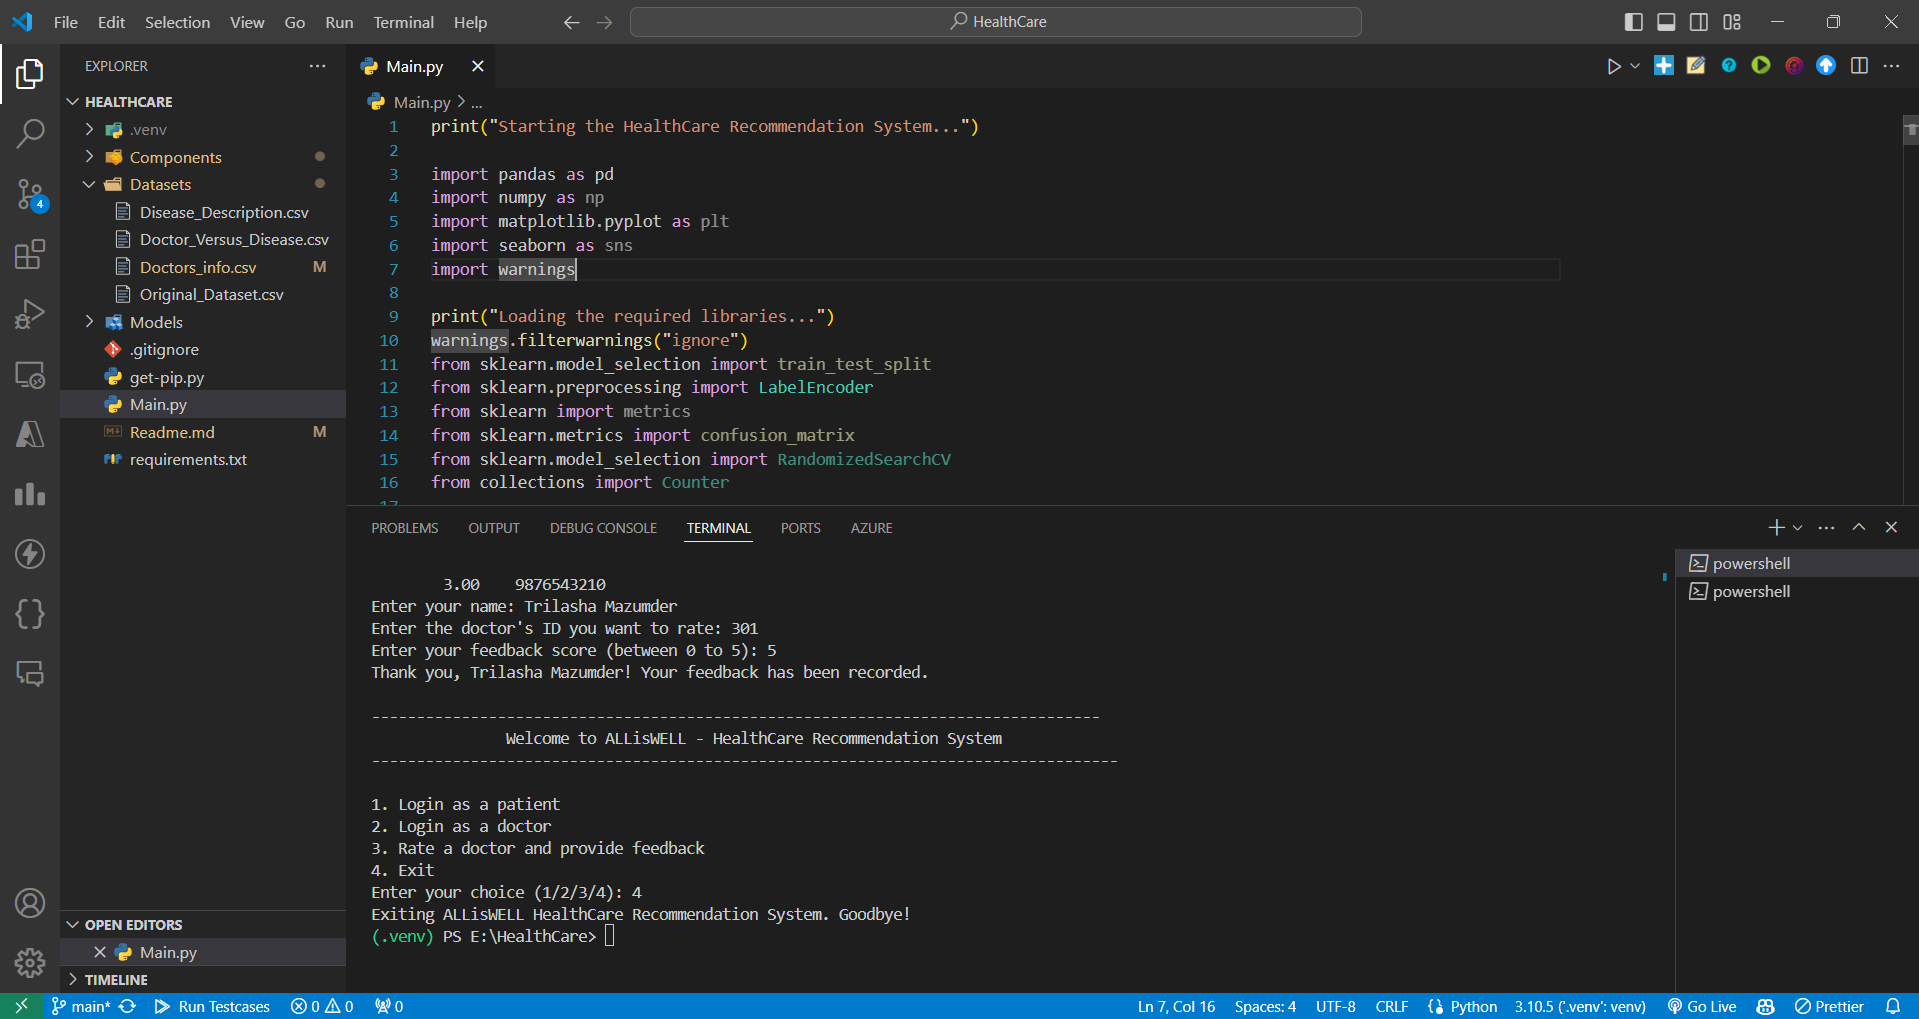 File Edit Selection View Go Run Terminal Help HealthCare
EXPLORER
HEALTHCARE
.venv
Components
Datasets
Disease_Description.csv
Doctor_Versus_Disease.csv
Doctors_info.csv M
Original_Dataset.csv
Models
.gitignore
get-pip.py
Main.py
Readme.md M
requirements.txt
4
OPEN EDITORS
Main.py
TIMELINE
Main.py
Main.py > ...
1 print("Starting the HealthCare Recommendation System...")
2
3 import pandas as pd
4 import numpy as np
5 import matplotlib.pyplot as plt
6 import seaborn as sns
7 import warnings
8
9 print("Loading the required libraries...")
10 warnings.filterwarnings("ignore")
11 from sklearn.model_selection import train_test_split
12 from sklearn.preprocessing import LabelEncoder
13 from sklearn import metrics
14 from sklearn.metrics import confusion_matrix
15 from sklearn.model_selection import RandomizedSearchCV
16 from collections import Counter
17
PROBLEMS OUTPUT DEBUG CONSOLE TERMINAL PORTS AZURE
3.00 9876543210
Enter your name: Trilasha Mazumder
Enter the doctor's ID you want to rate: 301
Enter your feedback score (between 0 to 5): 5
Thank you, Trilasha Mazumder! Your feedback has been recorded.
---------------------------------------------------------------------------------
Welcome to ALLisWELL - HealthCare Recommendation System
-----------------------------------------------------------------------------------
1. Login as a patient
2. Login as a doctor
3. Rate a doctor and provide feedback
4. Exit
Enter your choice (1/2/3/4): 4
Exiting ALLisWELL HealthCare Recommendation System. Goodbye!
(.venv) PS E:\HealthCare>
powershell
powershell
main* Run Testcases 0 0 0 Ln 7, Col 16 Spaces: 4 UTF-8 CRLF Python 3.10.5 ('.venv': venv) Go Live Prettier